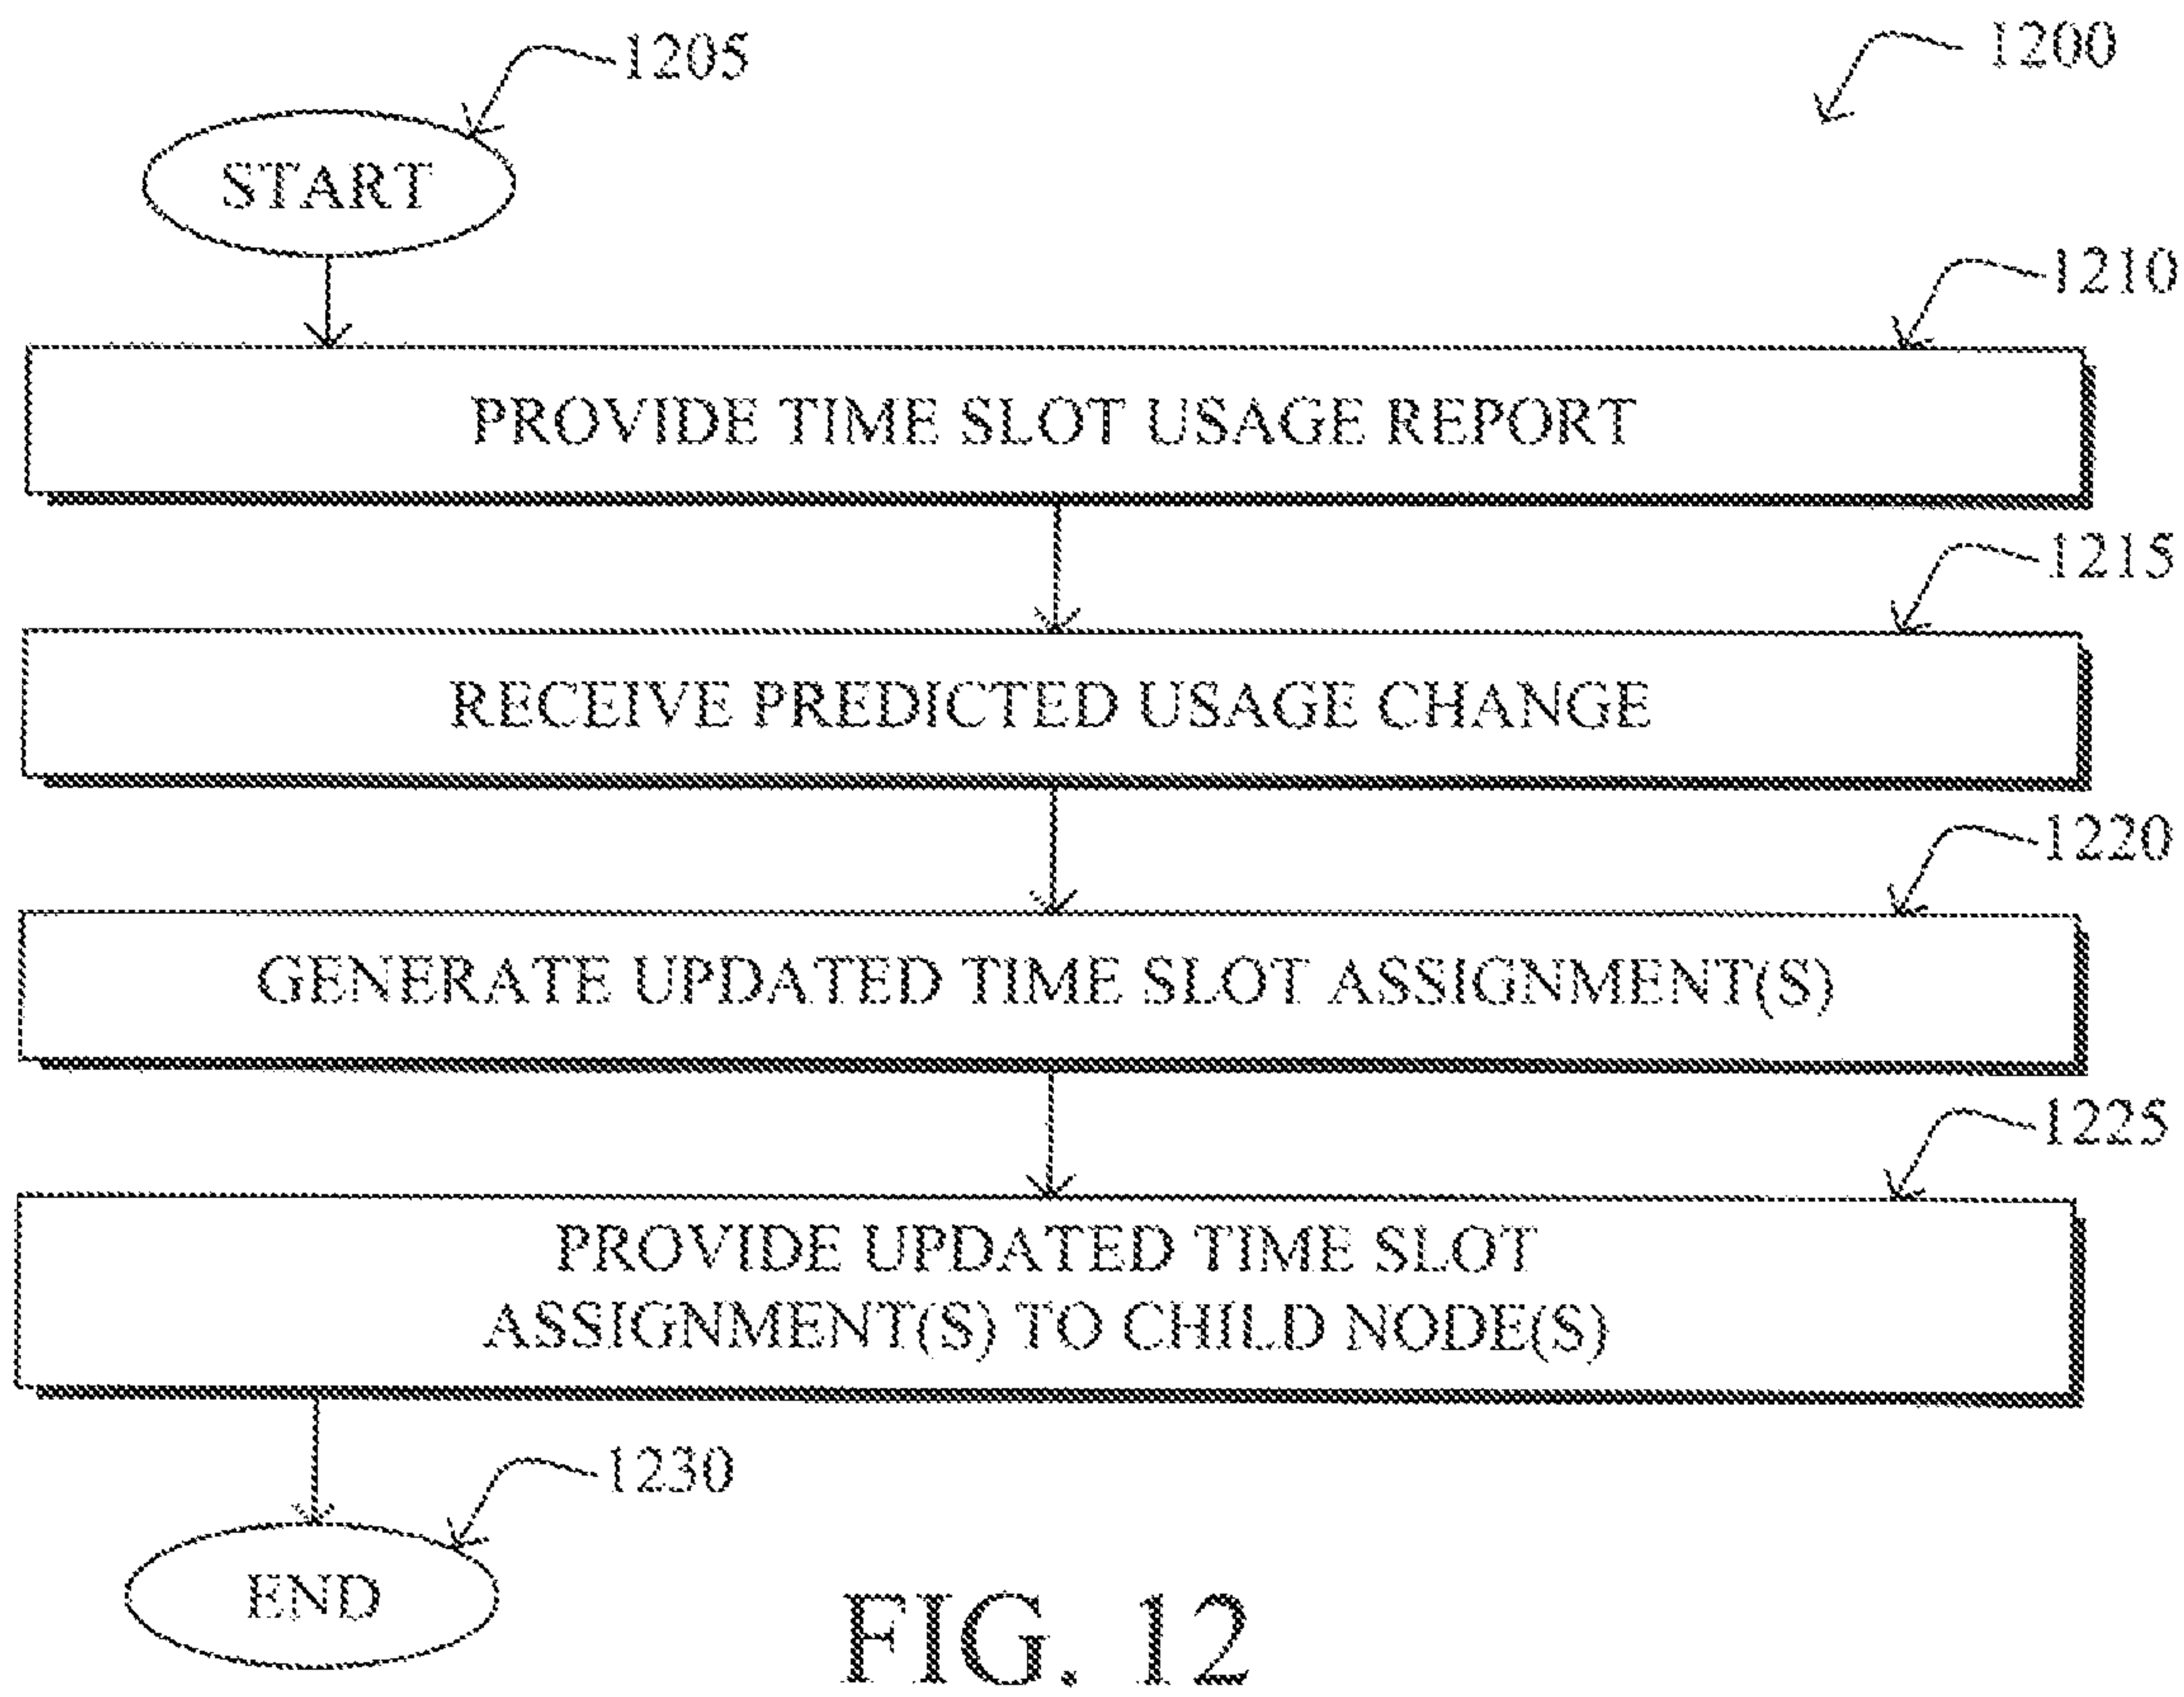 1205
1200
START
1210
PROVIDE TIME SLOT USAGE REPORT
1215
RECEIVE PREDICTED USAGE CHANGE
1220
GENERATE UPDATED TIME SLOT ASSIGNMENT(S)
1225
PROVIDE UPDATED TIME SLOT
ASSIGNMENT(S) TO CHILD NODE(S)
1230
END
FIG. 12